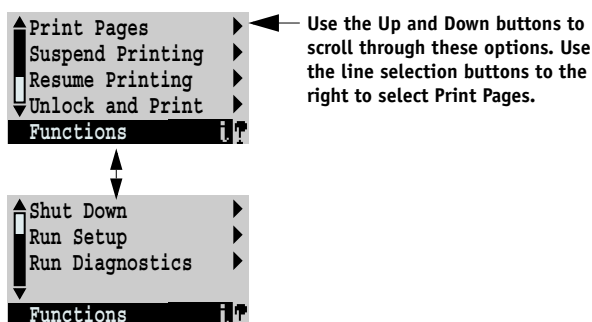 Print Pages
Suspend Printing
Resume Printing
Unlock and Print
Functions
Use the Up and Down buttons to
scroll through these options. Use
the line selection buttons to the
right to select Print Pages.
Shut Down
Run Setup
Run Diagnostics
Functions